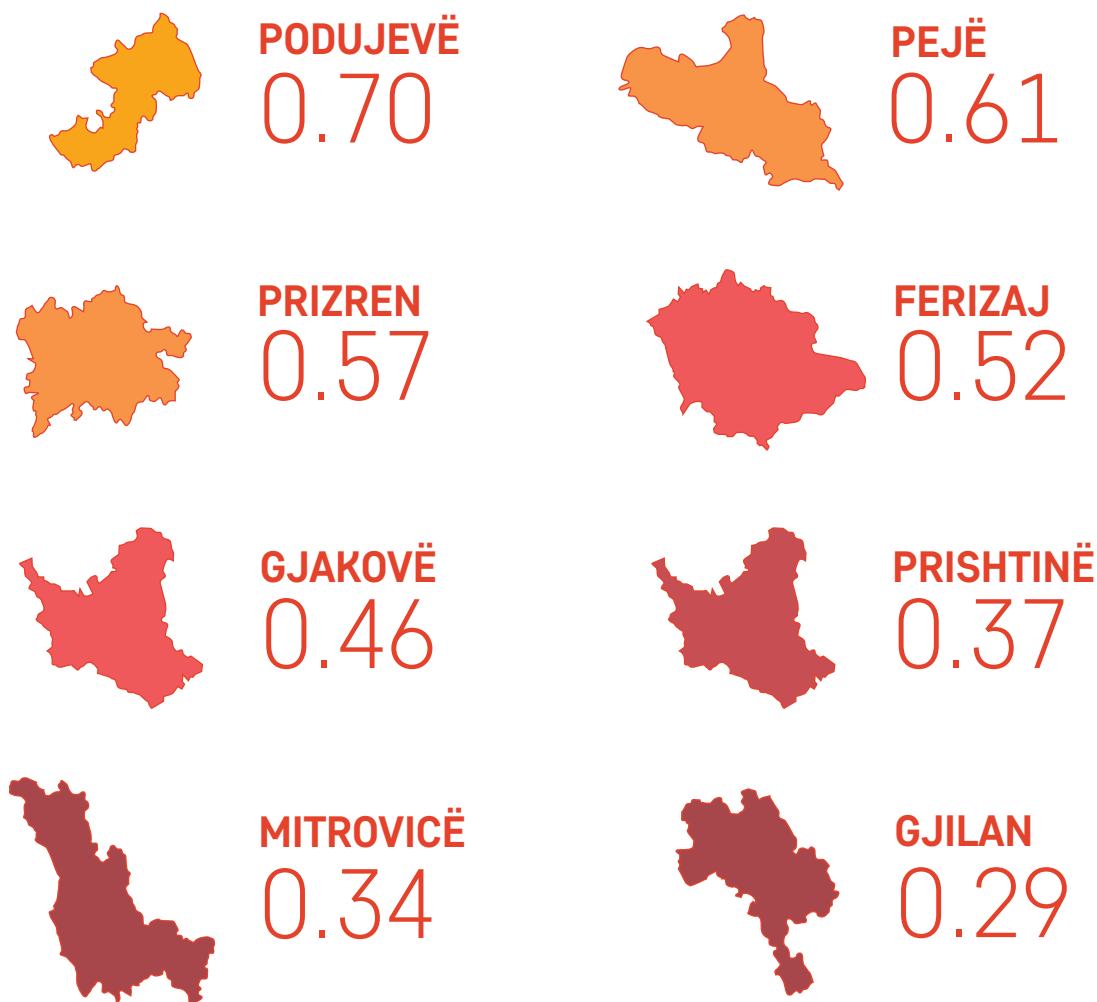 PODUJEVË
0.70
PEJË
0.61
PRIZREN
0.57
FERIZAJ
0.52
GJAKOVË
0.46
PRISHTINË
0.37
MITROVICË
0.34
GJILAN
0.29